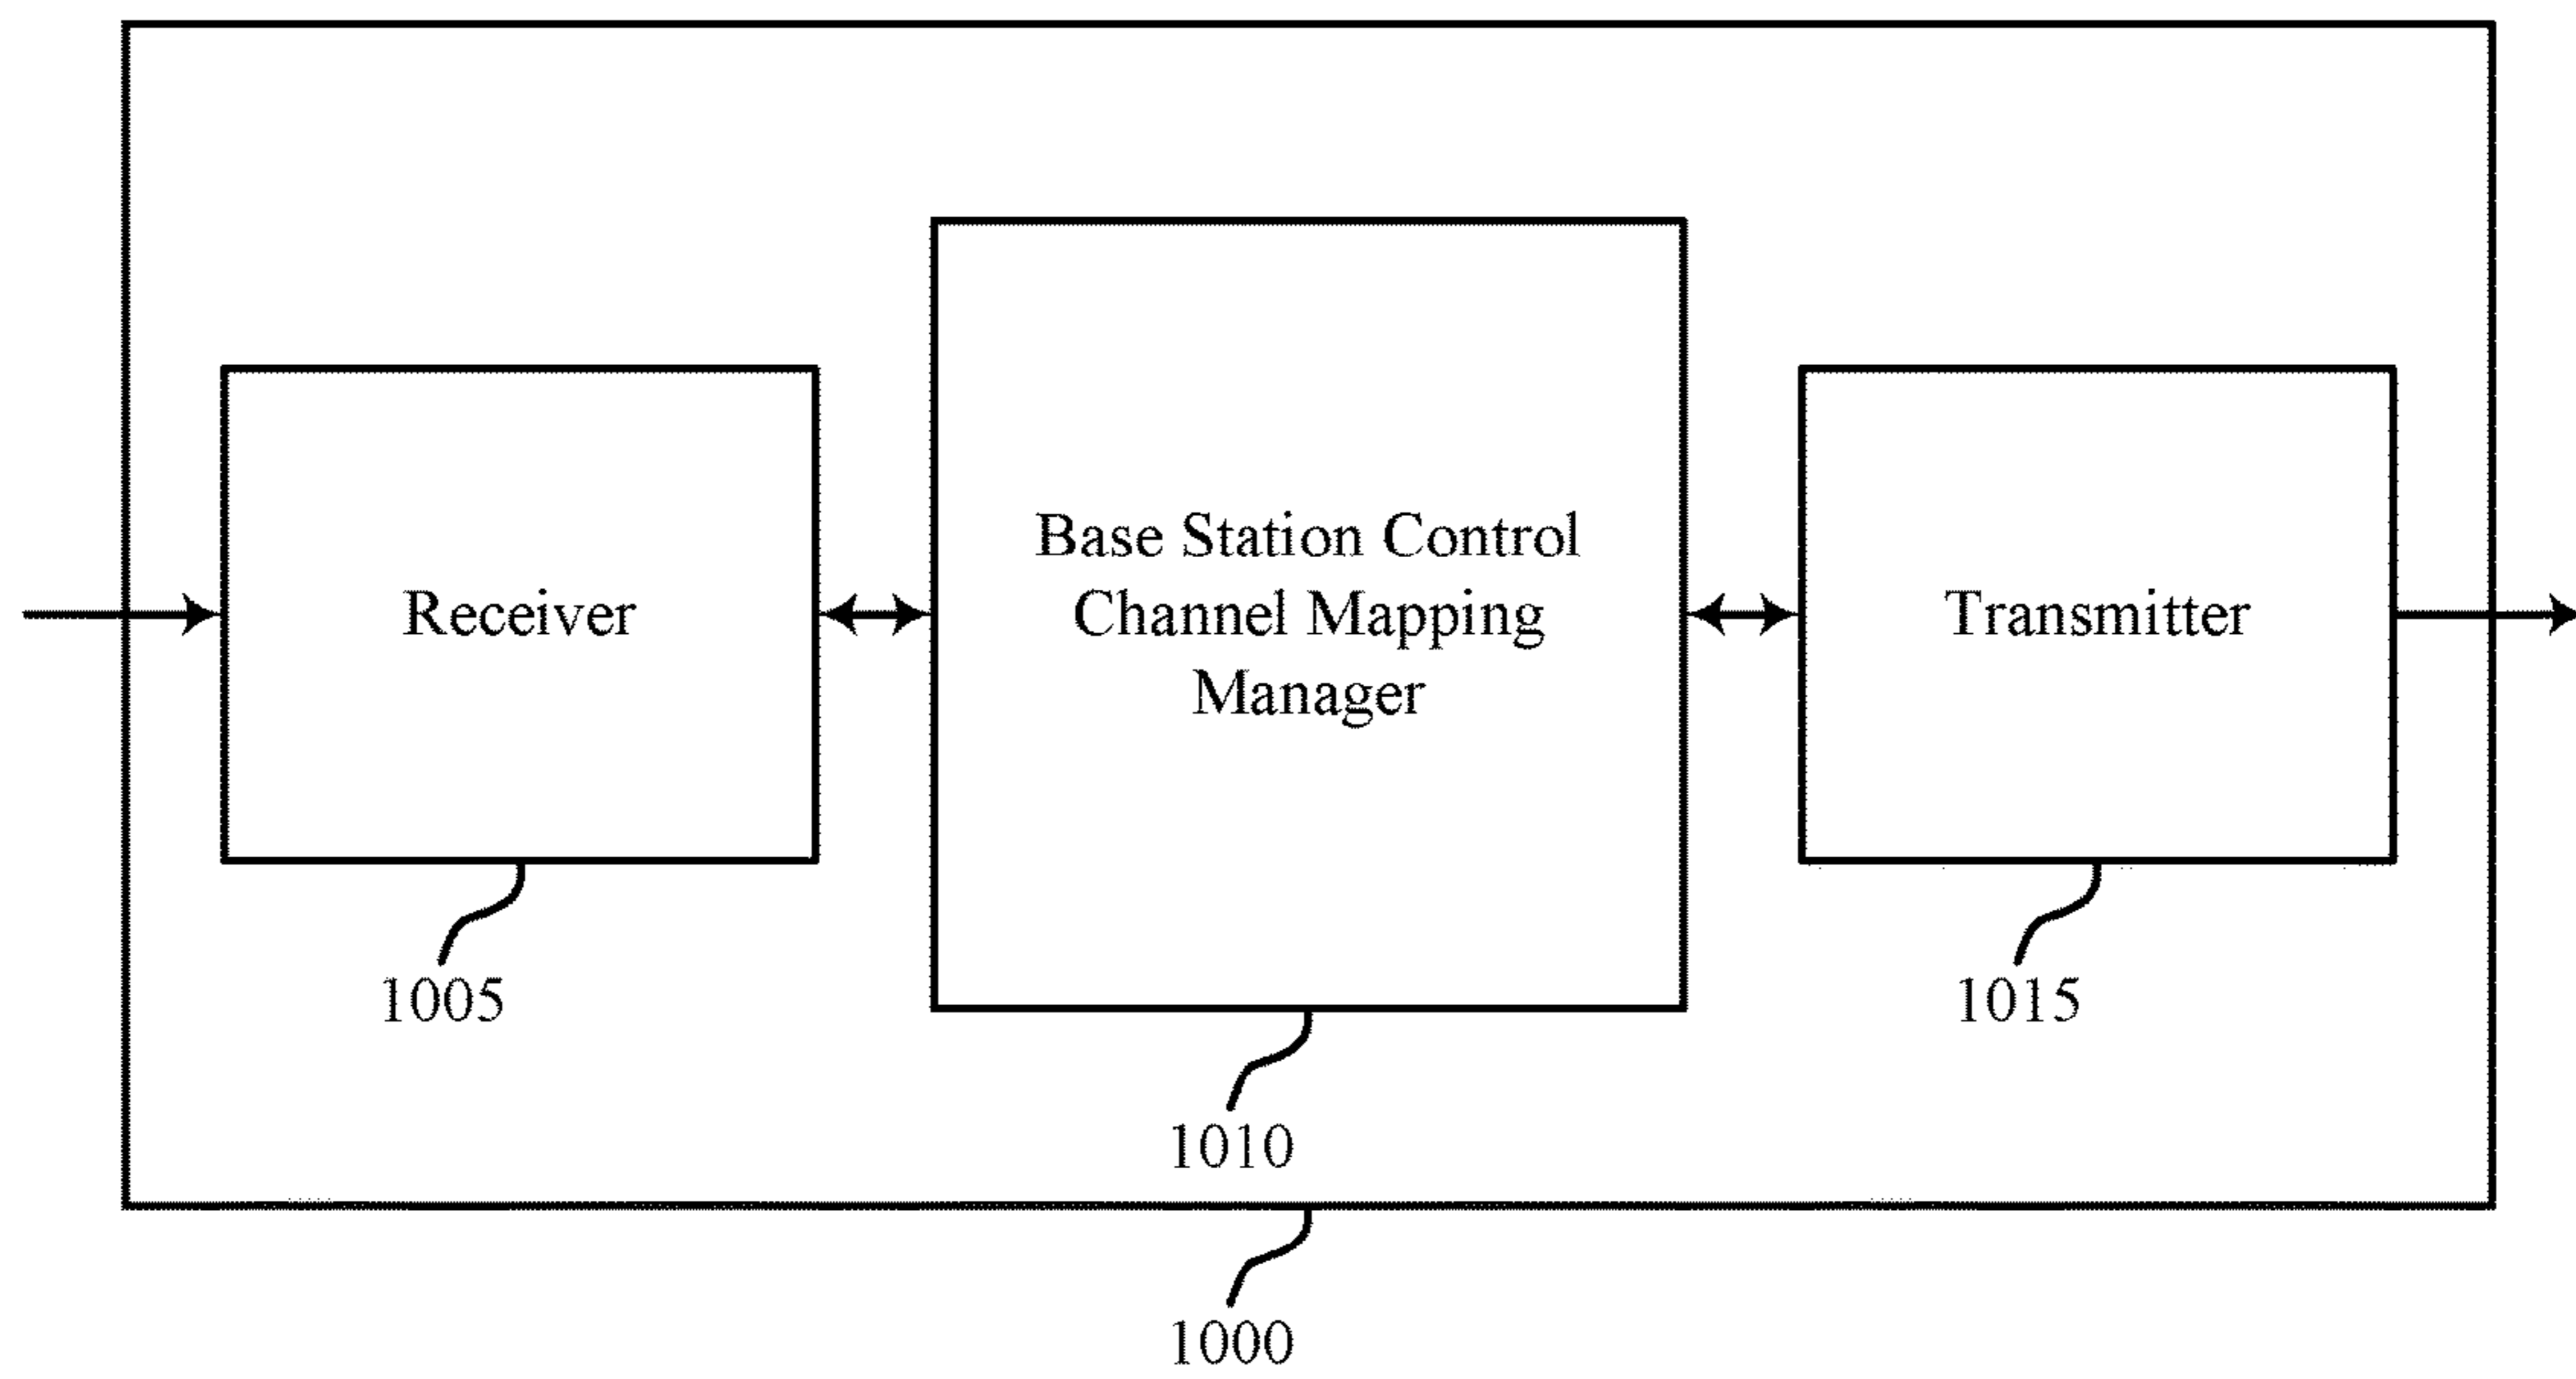 Receiver
Base Station Control
Channel Mapping
Manager
Transmitter
1005
1015
1010
1000